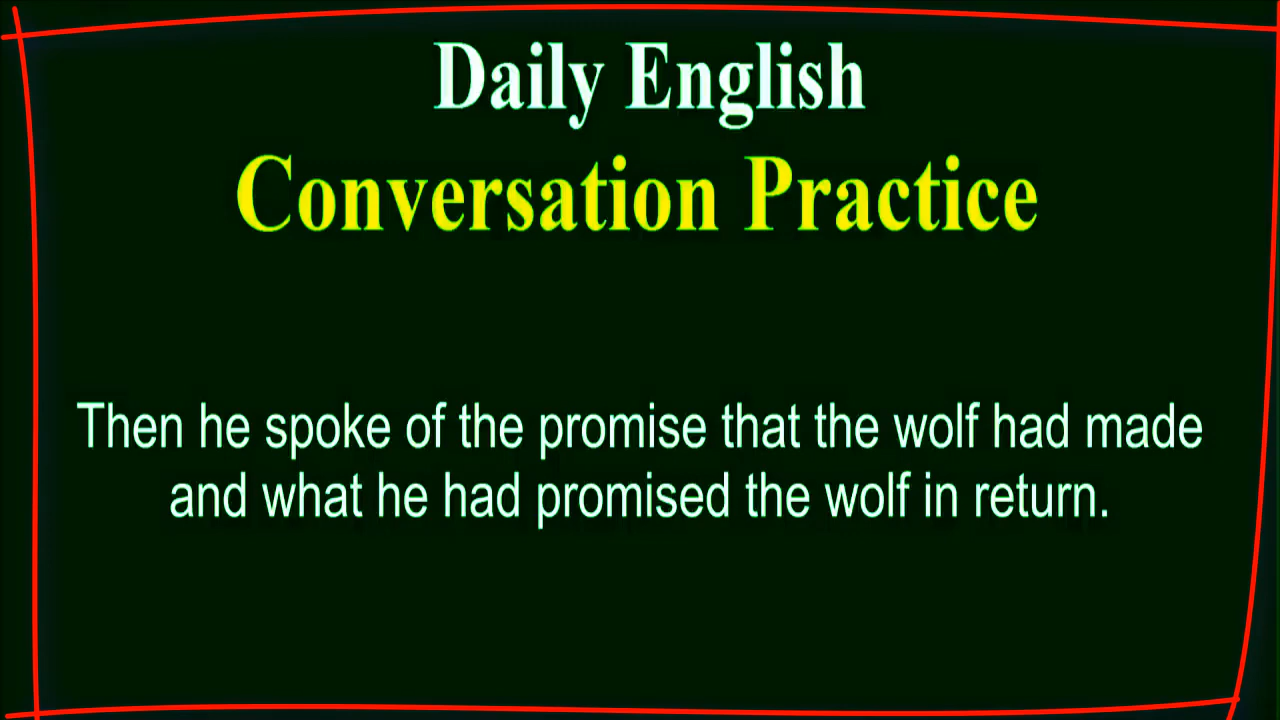 Daily English
Conversation Practice
Then he spoke of the promise that the wolf had made
and what he had promised the wolf in return.